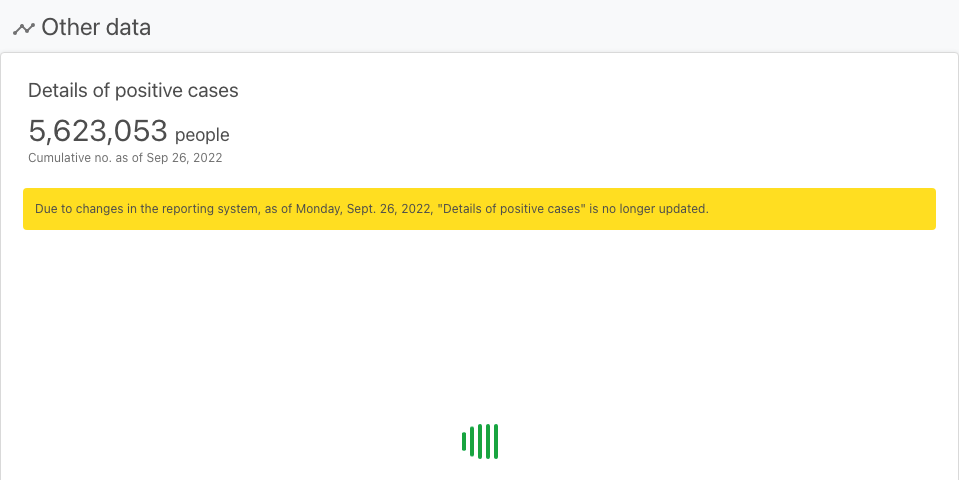 Other data
Details of positive cases
5,623,053 people
Cumulative no. as of Sep 26, 2022
Due to changes in the reporting system, as of Monday, Sept. 26, 2022, "Details of positive cases" is no longer updated.